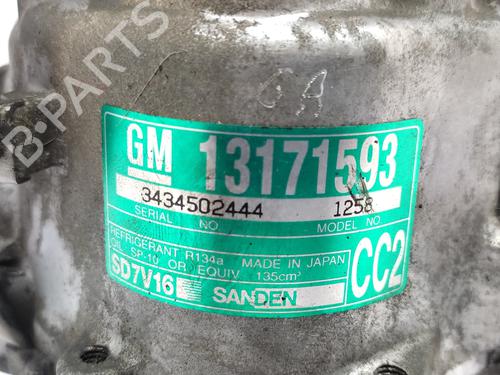 B-PARTS
GA
GM 13171593
3434502444 1258
SERIAL NO. MODEL NO.
REFRIGERANT R134a MADE IN JAPAN
OIL SP-10 OR EQUIV 135cm³
SD7V16 SANDEN CC2